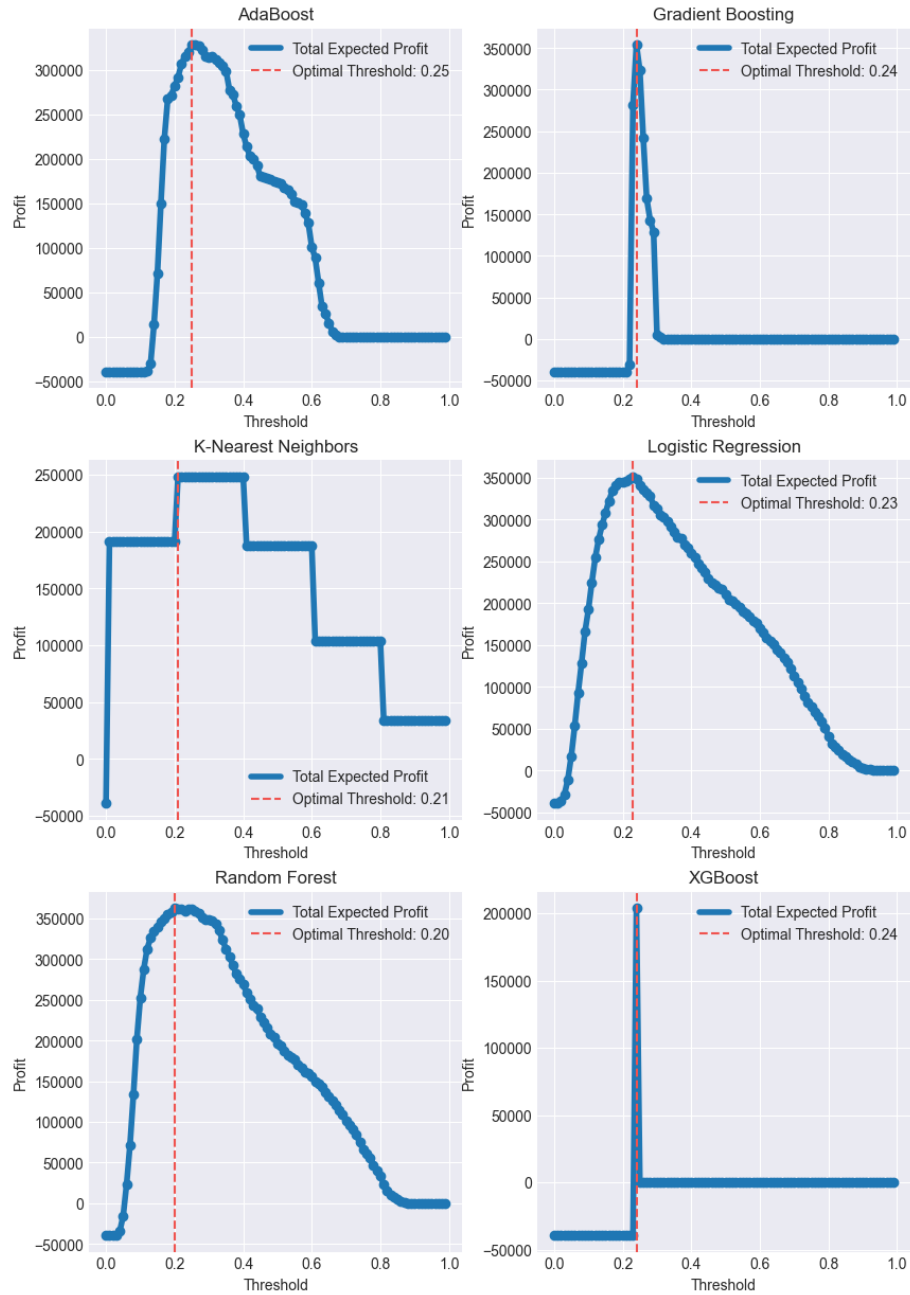 AdaBoost
Total Expected Profit
Optimal Threshold: 0.25
300000
250000
200000
150000
100000
50000
0
−50000
Profit
0.0 0.2 0.4 0.6 0.8 1.0
Threshold
Gradient Boosting
Total Expected Profit
Optimal Threshold: 0.24
350000
300000
250000
200000
150000
100000
50000
0
−50000
Profit
0.0 0.2 0.4 0.6 0.8 1.0
Threshold
K-Nearest Neighbors
250000
200000
150000
100000
50000
0
−50000
Profit
Total Expected Profit
Optimal Threshold: 0.21
0.0 0.2 0.4 0.6 0.8 1.0
Threshold
Logistic Regression
Total Expected Profit
Optimal Threshold: 0.23
350000
300000
250000
200000
150000
100000
50000
0
−50000
Profit
0.0 0.2 0.4 0.6 0.8 1.0
Threshold
Random Forest
Total Expected Profit
Optimal Threshold: 0.20
350000
300000
250000
200000
150000
100000
50000
0
−50000
Profit
0.0 0.2 0.4 0.6 0.8 1.0
Threshold
XGBoost
Total Expected Profit
Optimal Threshold: 0.24
200000
150000
100000
50000
0
−50000
Profit
0.0 0.2 0.4 0.6 0.8 1.0
Threshold